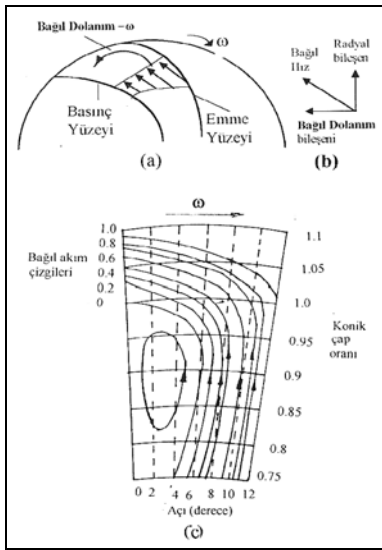 Bağıl Dolanım -ω
ω
Basınç
Yüzeyi
Emme
Yüzeyi
(a)
Bağıl
Hız
Radyal
bileşen
Bağıl Dolanım
bileşeni
(b)
ω
Bağıl akım
çizgileri
1.0
0.8
0.6
0.4
0.2
0
1.1
1.05
1.0
Konik
çap
oranı
0.95
0.9
0.85
0.8
0.75
0 2 4 6 8 10 12
Açı (derece)
(c)